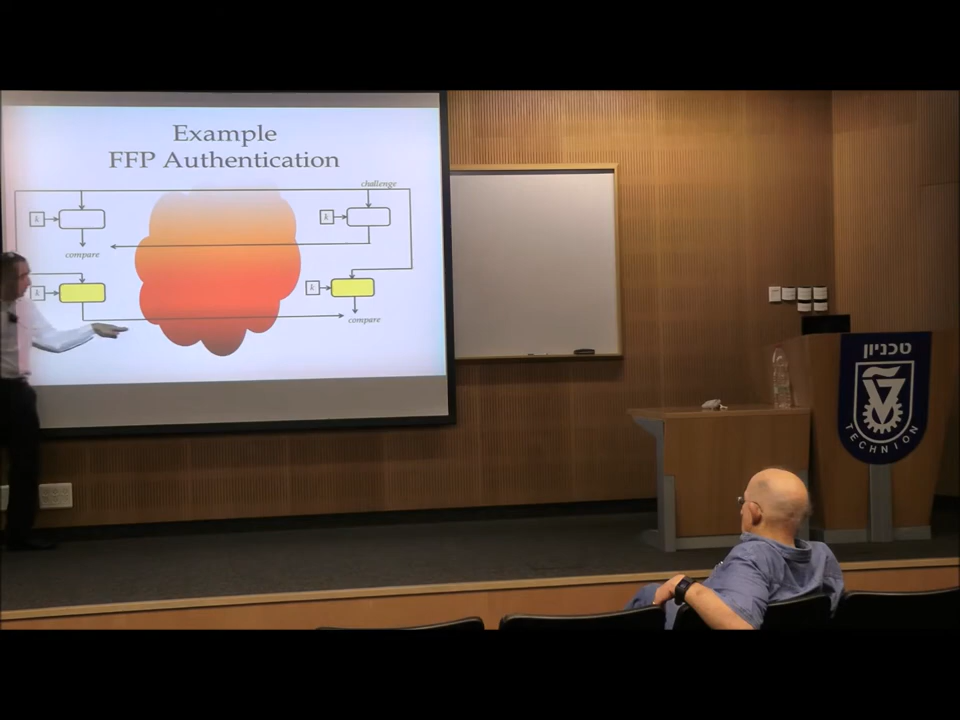 Example
FFP Authentication
challenge
k
k
compare
k
k
compare
טכניון
TECHNION